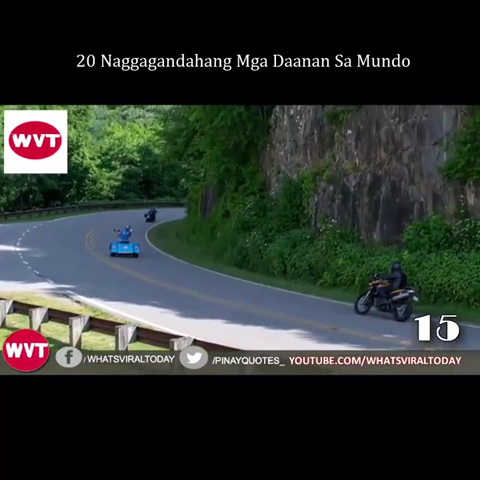 20 Naggagandahang Mga Daanan Sa Mundo
WVT
15
WVT
/WHATSVIRALTODAY
/PINAYQUOTES_
YOUTUBE.COM/WHATSVIRALTODAY